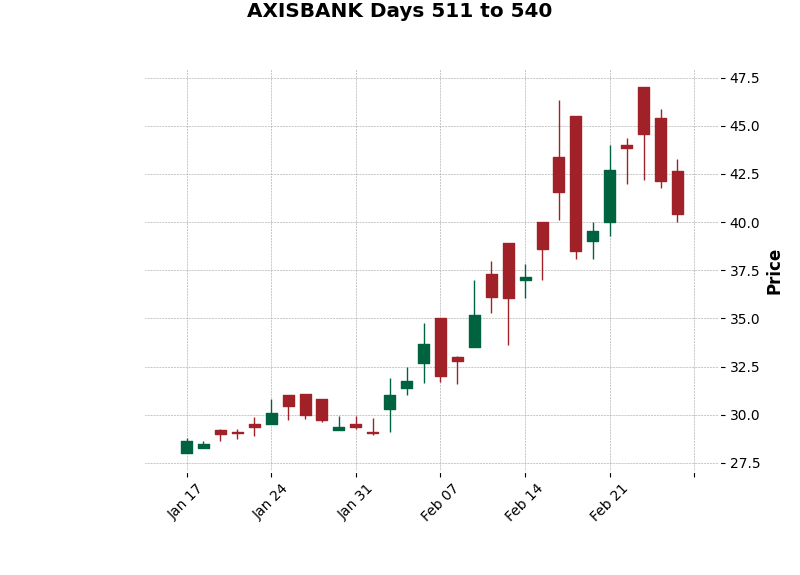 AXISBANK Days 511 to 540
47.5
45.0
42.5
40.0
37.5
35.0
32.5
30.0
27.5
Price
Jan 17
Jan 24
Jan 31
Feb 07
Feb 14
Feb 21